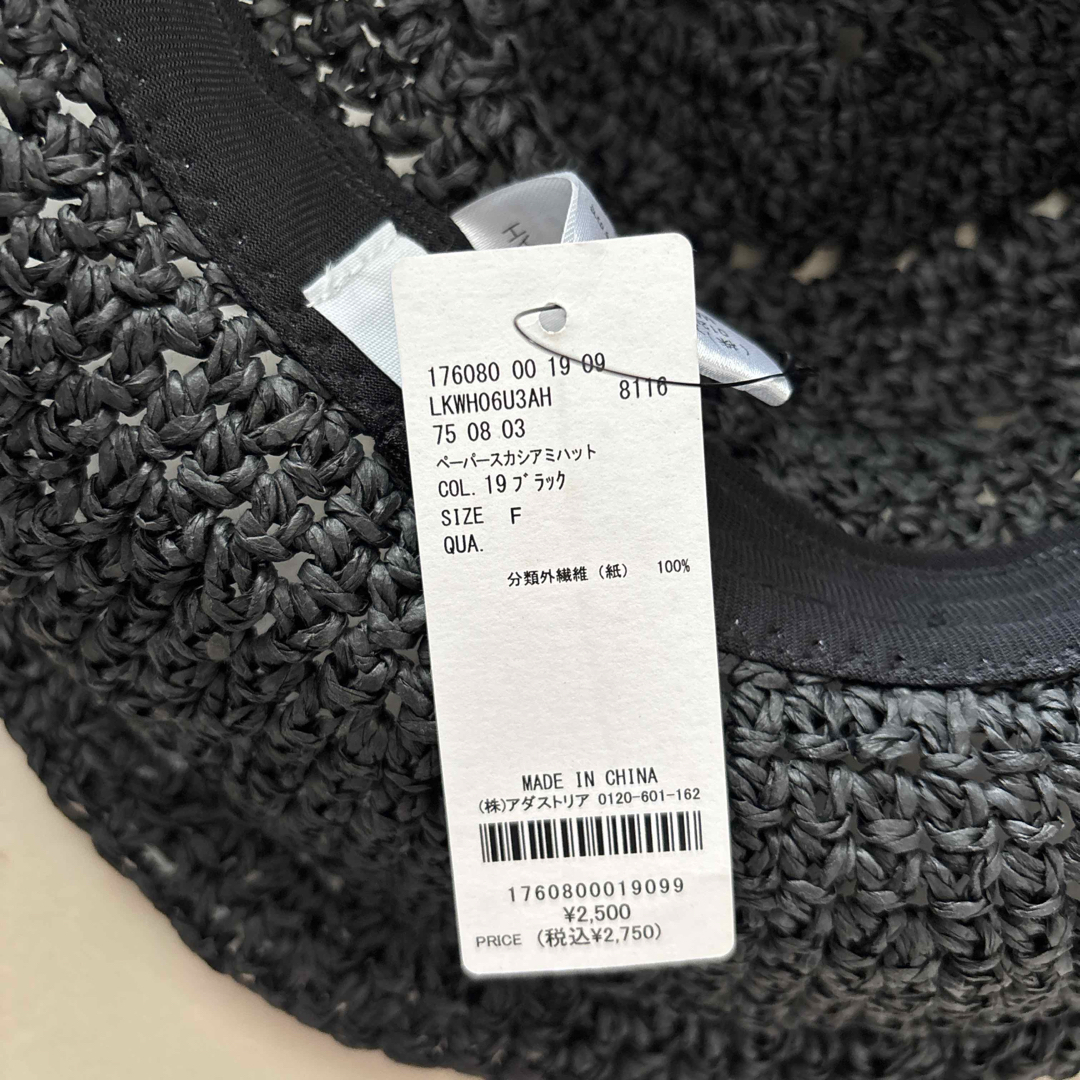 176080 00 19 09
LKWH06U3AH 8116
75 08 03
ペーパースカシアミハット
COL. 19 ブラック
SIZE F
QUA.
分類外繊維（紙） 100%
MADE IN CHINA
(株)アダストリア 0120-601-162
1760800019099
¥2,500
PRICE (税込¥2,750)